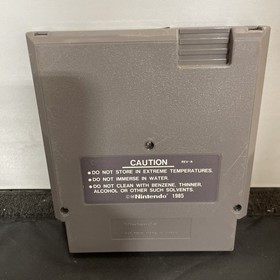 CAUTION REV-A
• DO NOT STORE IN EXTREME TEMPERATURES.
• DO NOT IMMERSE IN WATER.
• DO NOT CLEAN WITH BENZENE, THINNER,
ALCOHOL OR OTHER SUCH SOLVENTS.
©®Nintendo 1985